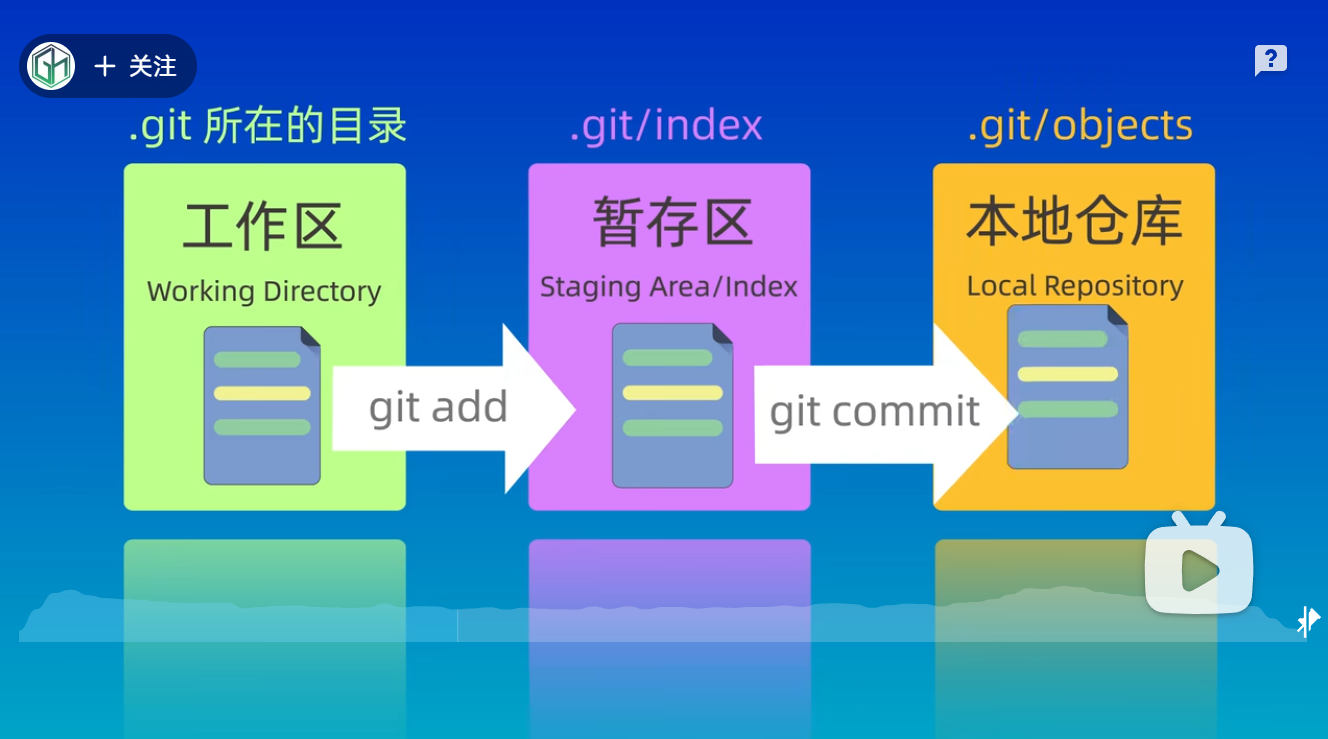 + 关注
?
.git 所在的目录
.git/index
.git/objects
工作区
暂存区
本地仓库
Working Directory
Staging Area/Index
Local Repository
git add
git commit